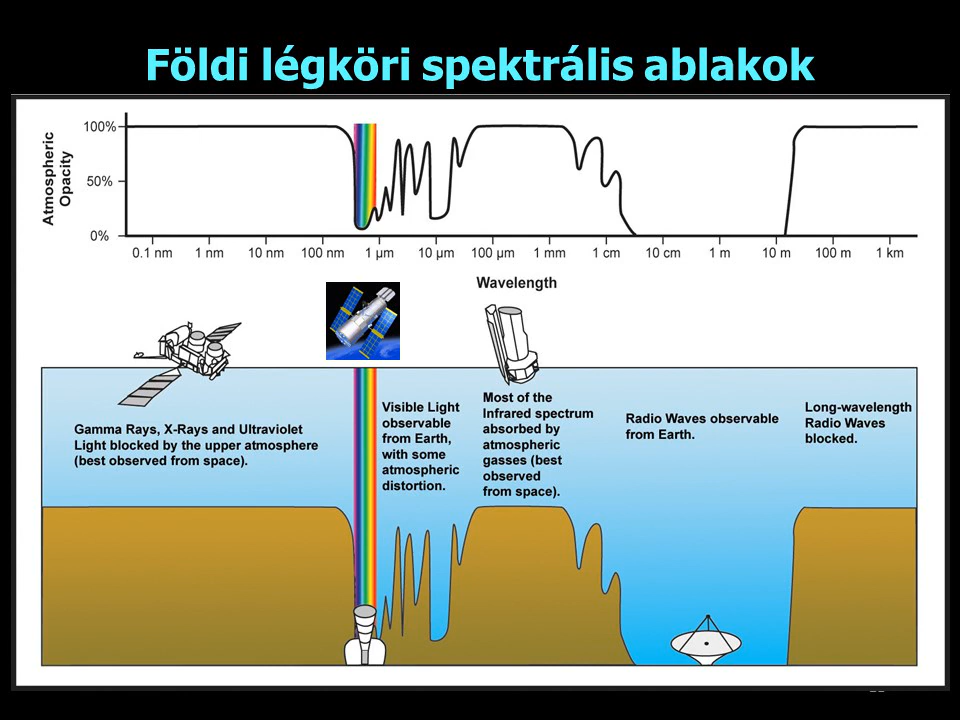 Földi légköri spektrális ablakok
Atmospheric
Opacity
100%
50%
0%
0.1 nm 1 nm 10 nm 100 nm 1 µm 10 µm 100 µm 1 mm 1 cm 10 cm 1 m 10 m 100 m 1 km
Wavelength
Gamma Rays, X-Rays and Ultraviolet
Light blocked by the upper atmosphere
(best observed from space).
Visible Light
observable
from Earth,
with some
atmospheric
distortion.
Most of the
Infrared spectrum
absorbed by
atmospheric
gasses (best
observed
from space).
Radio Waves observable
from Earth.
Long-wavelength
Radio Waves
blocked.